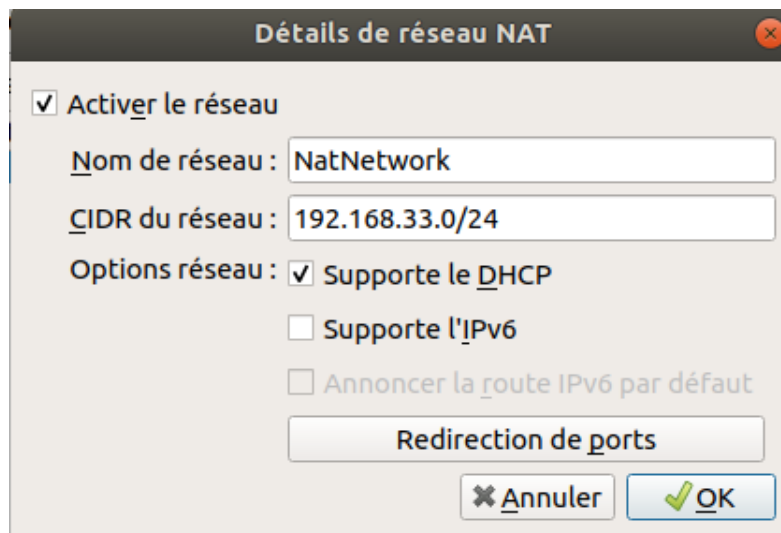 Détails de réseau NAT
Activer le réseau
Nom de réseau : NatNetwork
CIDR du réseau : 192.168.33.0/24
Options réseau : Supporte le DHCP
Supporte l'IPv6
Annoncer la route IPv6 par défaut
Redirection de ports
Annuler OK